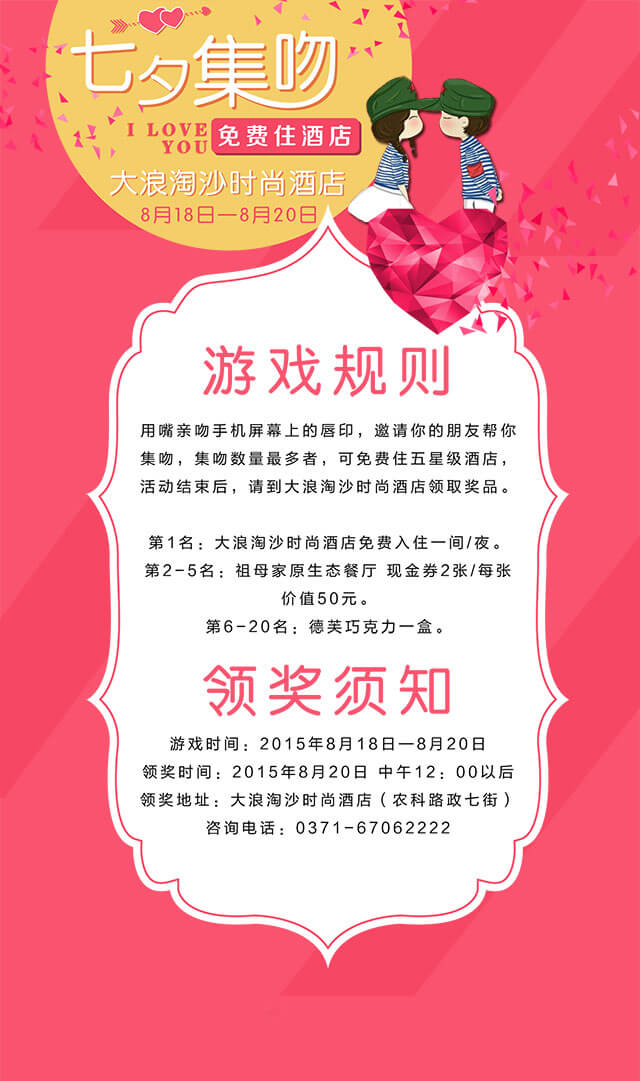 七夕集吻
I LOVE
YOU
免费住酒店
大浪淘沙时尚酒店
8月18日—8月20日
游戏规则
用嘴亲吻手机屏幕上的唇印，邀请你的朋友帮你
集吻，集吻数量最多者，可免费住五星级酒店，
活动结束后，请到大浪淘沙时尚酒店领取奖品。
第1名：大浪淘沙时尚酒店免费入住一间/夜。
第2-5名：祖母家原生态餐厅 现金券2张/每张
价值50元。
第6-20名：德芙巧克力一盒。
领奖须知
游戏时间：2015年8月18日—8月20日
领奖时间：2015年8月20日 中午12：00以后
领奖地址：大浪淘沙时尚酒店（农科路政七街）
咨询电话：0371-67062222